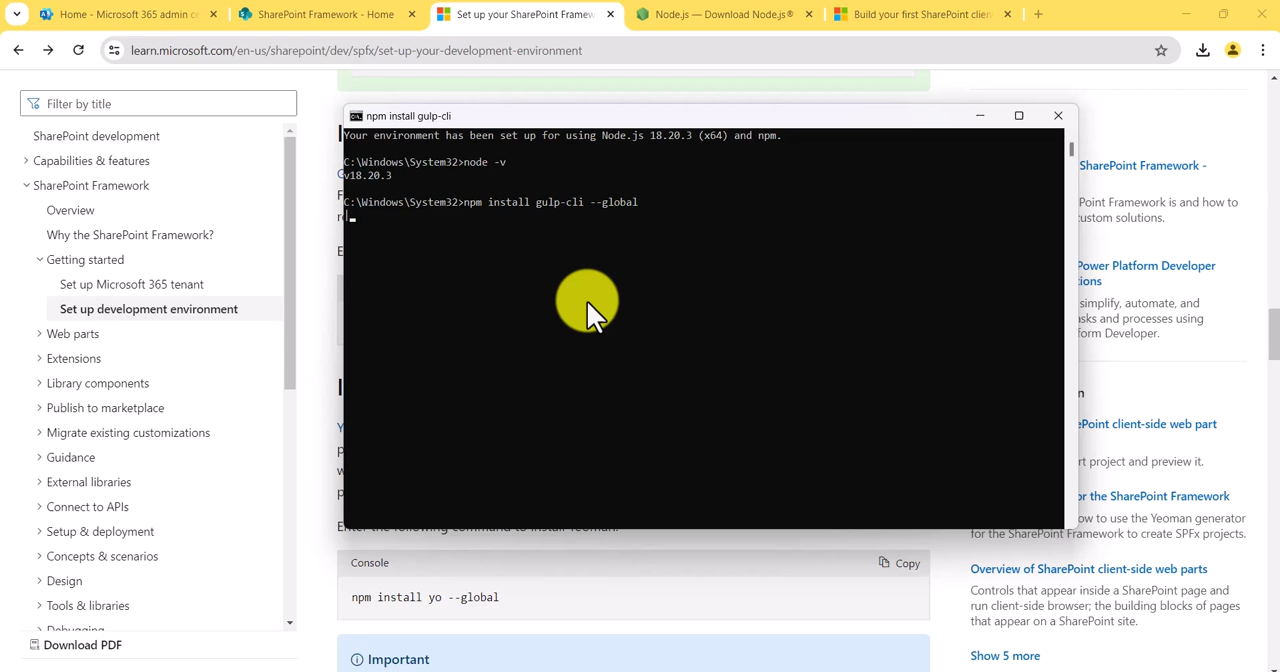 Home - Microsoft 365 admin c
SharePoint Framework - Home
Set up your SharePoint Framew
Node.js — Download Node.js®
Build your first SharePoint clien
learn.microsoft.com/en-us/sharepoint/dev/spfx/set-up-your-development-environment
Filter by title
SharePoint development
Capabilities & features
SharePoint Framework
Overview
Why the SharePoint Framework?
Getting started
Set up Microsoft 365 tenant
Set up development environment
Web parts
Extensions
Library components
Publish to marketplace
Migrate existing customizations
Guidance
External libraries
Connect to APIs
Setup & deployment
Concepts & scenarios
Design
Tools & libraries
Debugging
Download PDF
npm install gulp-cli
Your environment has been set up for using Node.js 18.20.3 (x64) and npm.
C:\Windows\System32>node -v
v18.20.3
C:\Windows\System32>npm install gulp-cli --global
Enter the following command to install Yeoman:
Console
Copy
npm install yo --global
Important
SharePoint Framework -
Point Framework is and how to
custom solutions.
Power Platform Developer
simplify, automate, and
asks and processes using
form Developer.
Point client-side web part
rt project and preview it.
or the SharePoint Framework
ow to use the Yeoman generator
for the SharePoint Framework to create SPFx projects.
Overview of SharePoint client-side web parts
Controls that appear inside a SharePoint page and
run client-side browser; the building blocks of pages
that appear on a SharePoint site.
Show 5 more